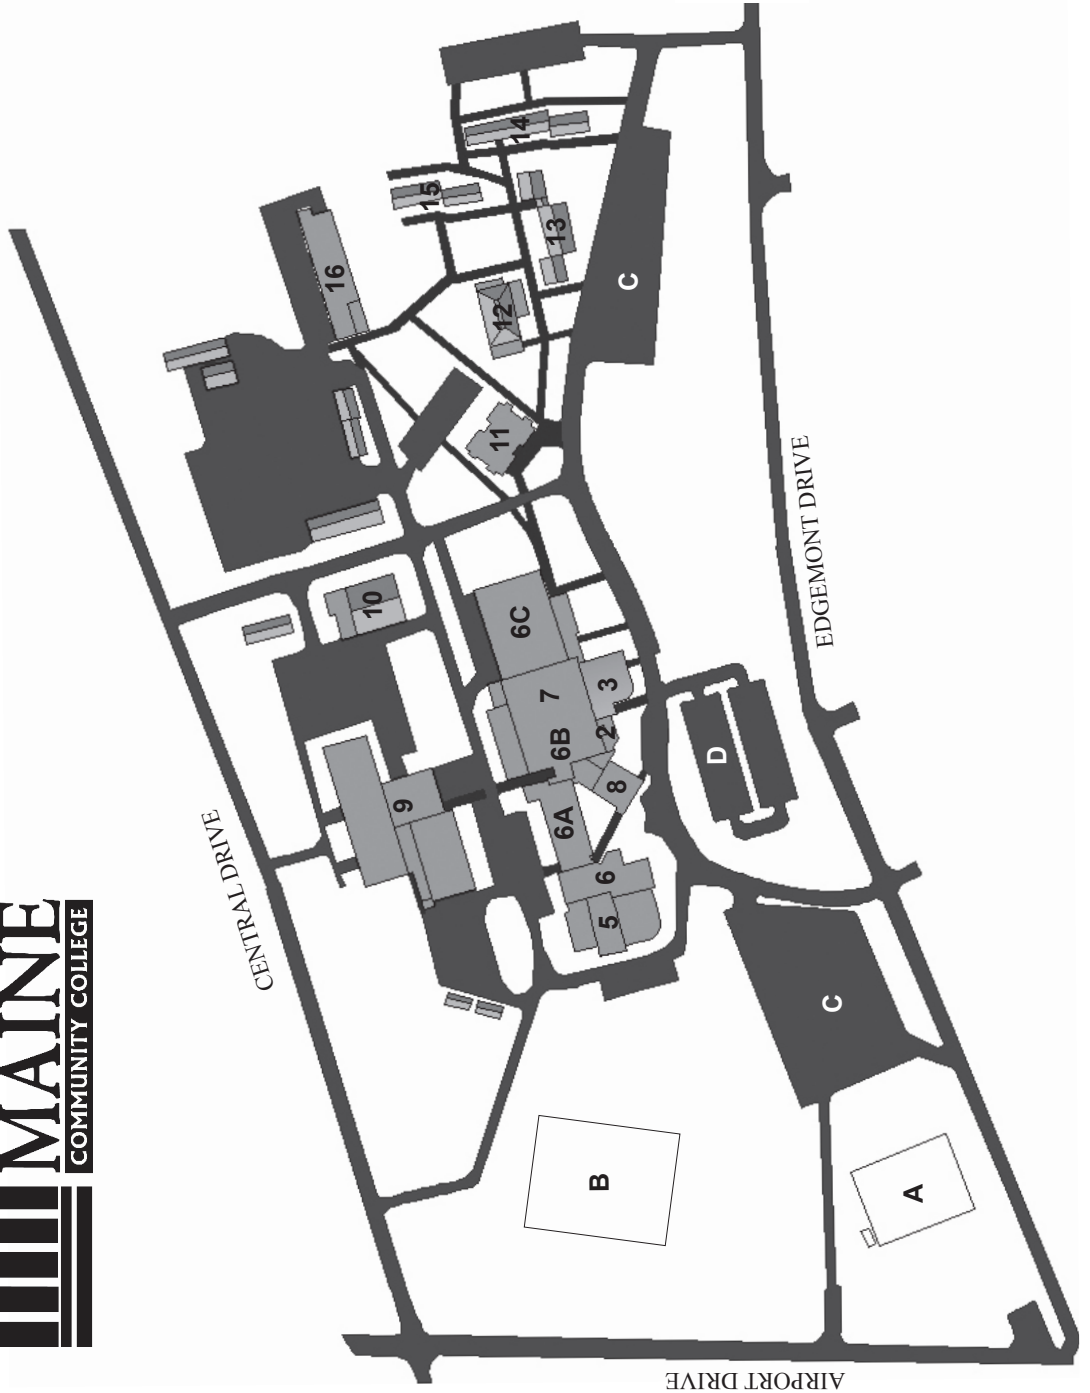 MAINE
COMMUNITY COLLEGE
CENTRAL DRIVE
EDGEMONT DRIVE
AIRPORT DRIVE
16
15
14
13
12
11
10
C
6C
7
3
6B
2
8
9
6A
6
5
D
C
B
A